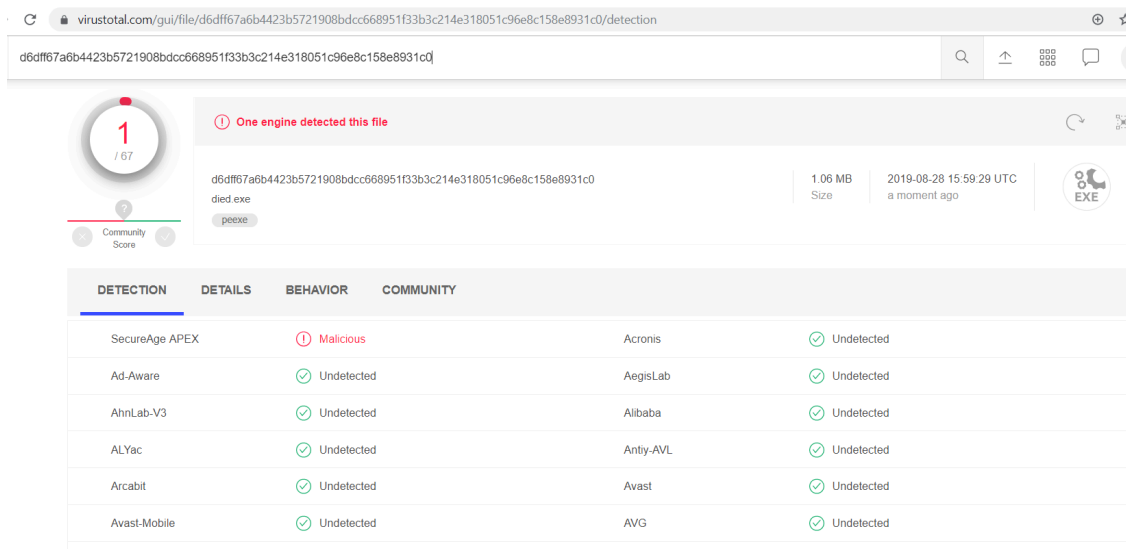 virustotal.com/gui/file/d6dff67a6b4423b5721908bdcc668951f33b3c214e318051c96e8c158e8931c0/detection
d6dff67a6b4423b5721908bdcc668951f33b3c214e318051c96e8c158e8931c0
1
/ 67
One engine detected this file
d6dff67a6b4423b5721908bdcc668951f33b3c214e318051c96e8c158e8931c0
died.exe
peexe
1.06 MB
Size
2019-08-28 15:59:29 UTC
a moment ago
EXE
?
Community
Score
DETECTION DETAILS BEHAVIOR COMMUNITY
SecureAge APEX Malicious Acronis Undetected
Ad-Aware Undetected AegisLab Undetected
AhnLab-V3 Undetected Alibaba Undetected
ALYac Undetected Antiy-AVL Undetected
Arcabit Undetected Avast Undetected
Avast-Mobile Undetected AVG Undetected